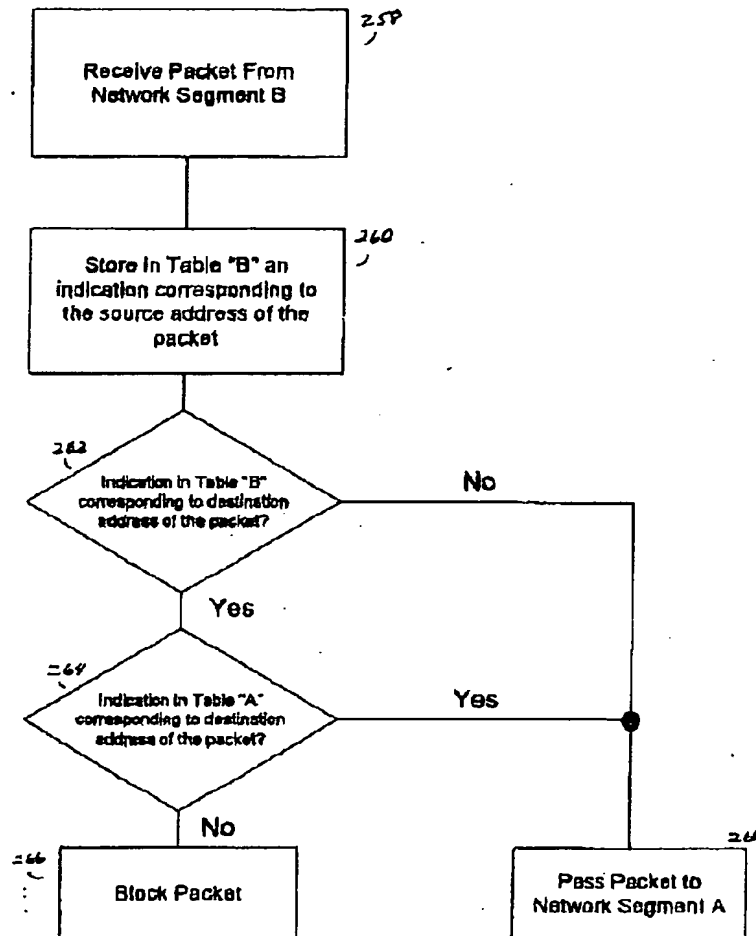 258
Receive Packet From
Network Segment B
260
Store in Table "B" an
indication corresponding to
the source address of the
packet
262
Indication in Table "B"
corresponding to destination
address of the packet?
No
Yes
264
Indication in Table "A"
corresponding to destination
address of the packet?
Yes
No
266
Block Packet
Pass Packet to
Network Segment A